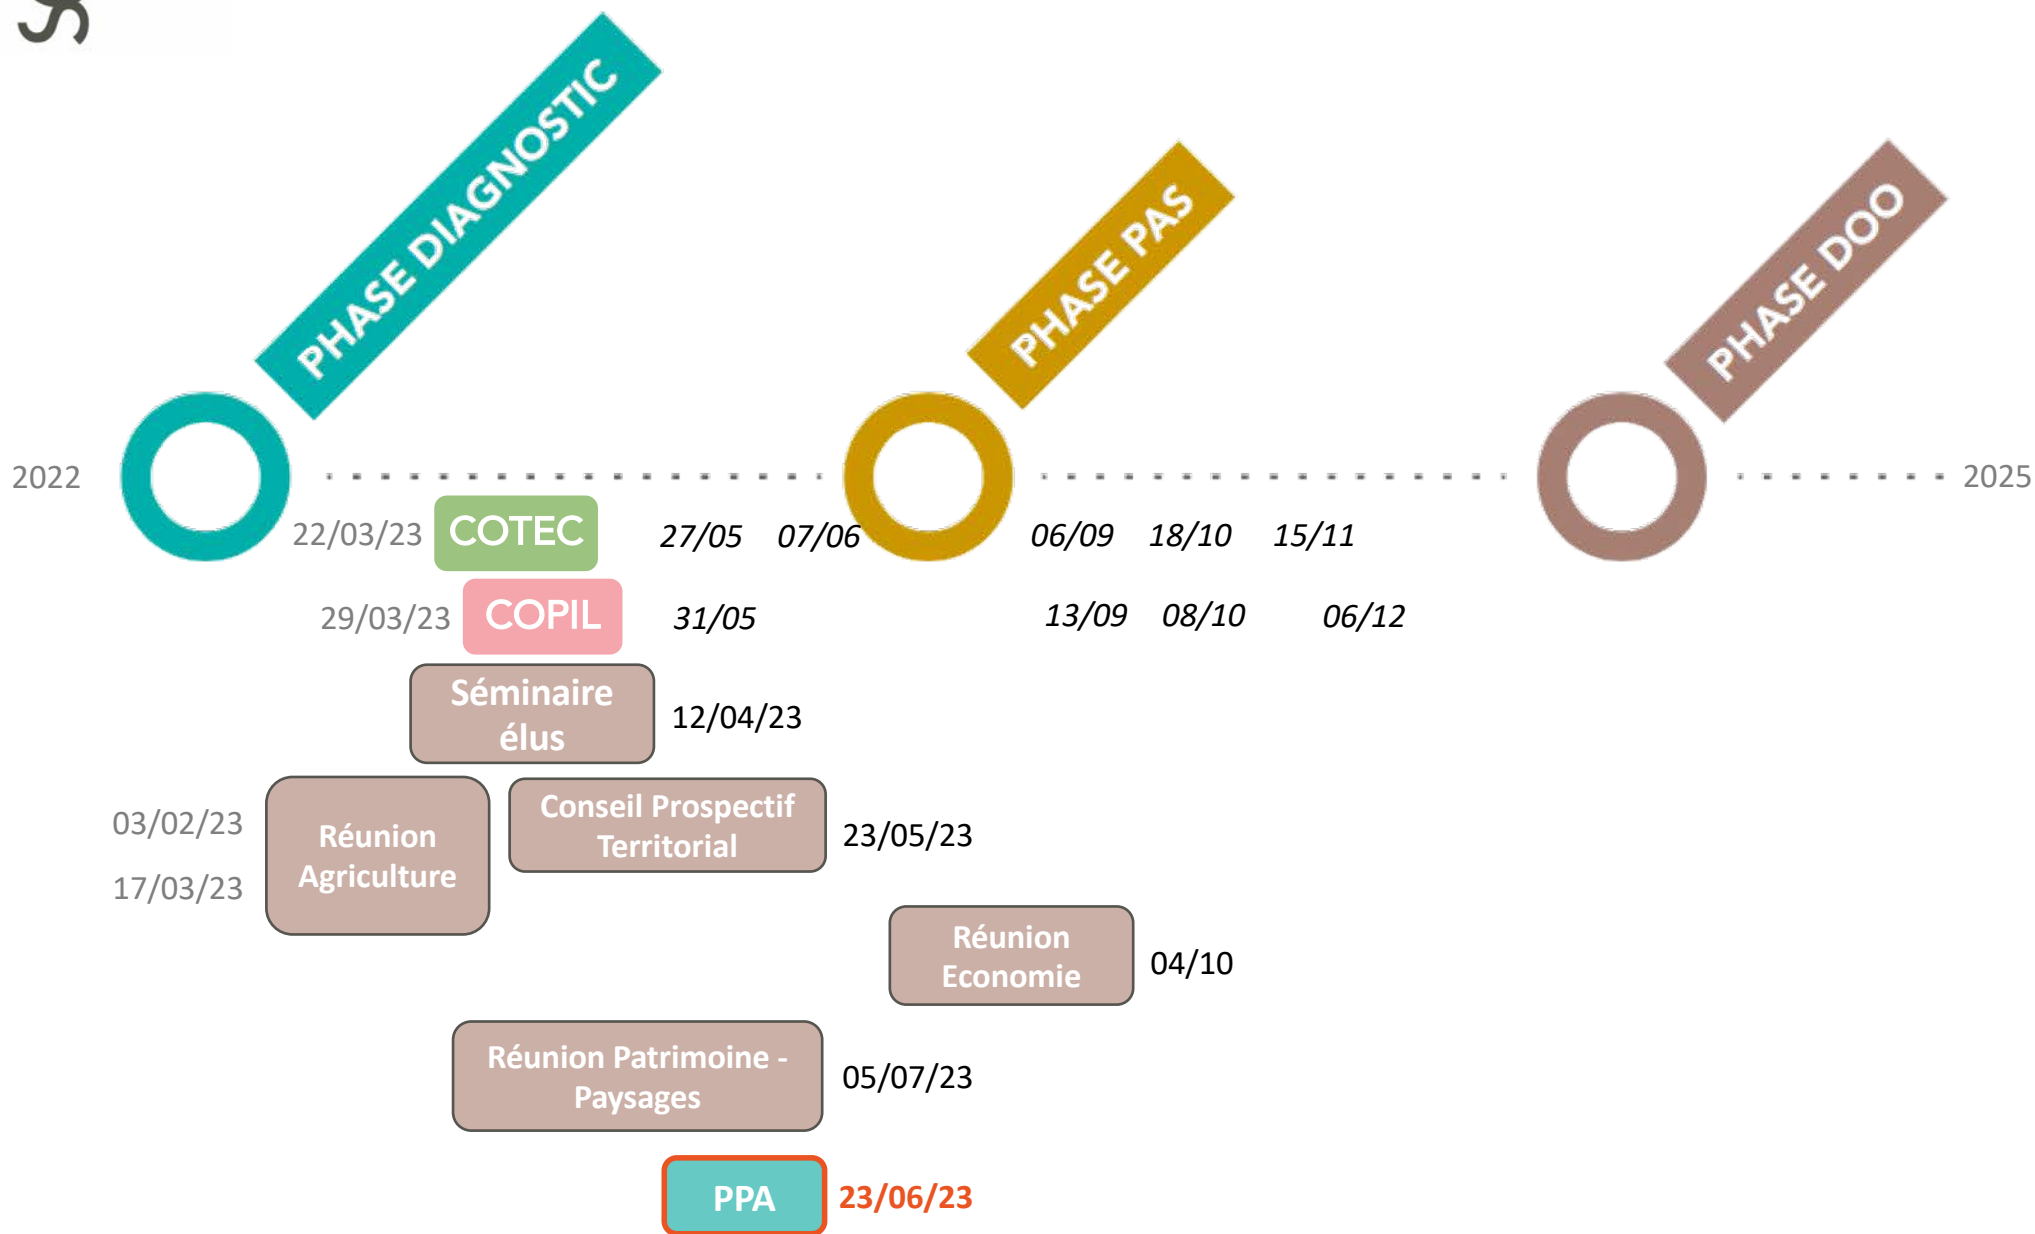 PHASE DIAGNOSTIC
PHASE PAS
PHASE DOO
2022
2025
22/03/23 COTEC 27/05 07/06 06/09 18/10 15/11
29/03/23 COPIL 31/05 13/09 08/10 06/12
Séminaire
élus
12/04/23
03/02/23
17/03/23
Réunion
Agriculture
Conseil Prospectif
Territorial
23/05/23
Réunion
Economie
04/10
Réunion Patrimoine -
Paysages
05/07/23
PPA
23/06/23